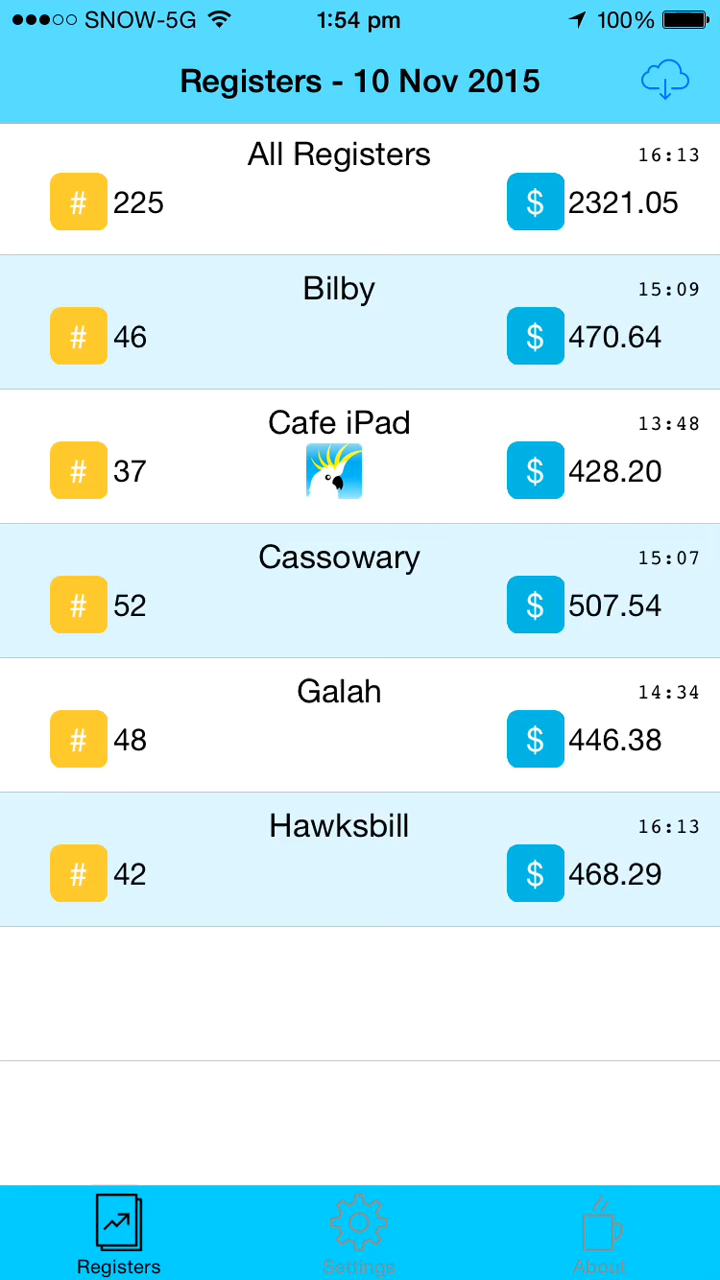 SNOW-5G 1:54 pm 100%
Registers - 10 Nov 2015
All Registers 16:13
# 225 $ 2321.05
Bilby 15:09
# 46 $ 470.64
Cafe iPad 13:48
# 37 $ 428.20
Cassowary 15:07
# 52 $ 507.54
Galah 14:34
# 48 $ 446.38
Hawksbill 16:13
# 42 $ 468.29
Registers Settings About